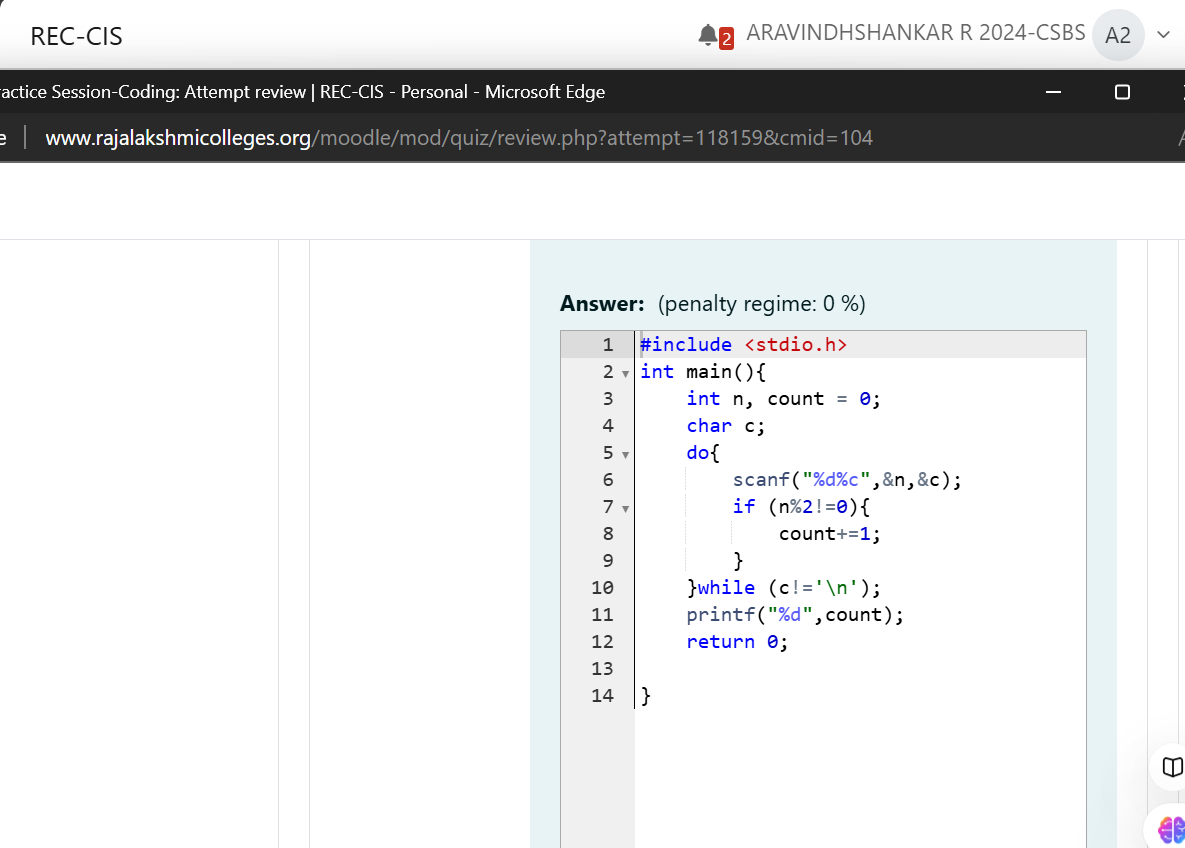 REC-CIS
2 ARAVINDHSHANKAR R 2024-CSBS A2
actice Session-Coding: Attempt review | REC-CIS - Personal - Microsoft Edge
www.rajalakshmicolleges.org/moodle/mod/quiz/review.php?attempt=118159&cmid=104
Answer: (penalty regime: 0 %)
1 #include <stdio.h>
2 int main(){
3     int n, count = 0;
4     char c;
5     do{
6         scanf("%d%c",&n,&c);
7         if (n%2!=0){
8             count+=1;
9         }
10     }while (c!='\n');
11     printf("%d",count);
12     return 0;
13
14 }